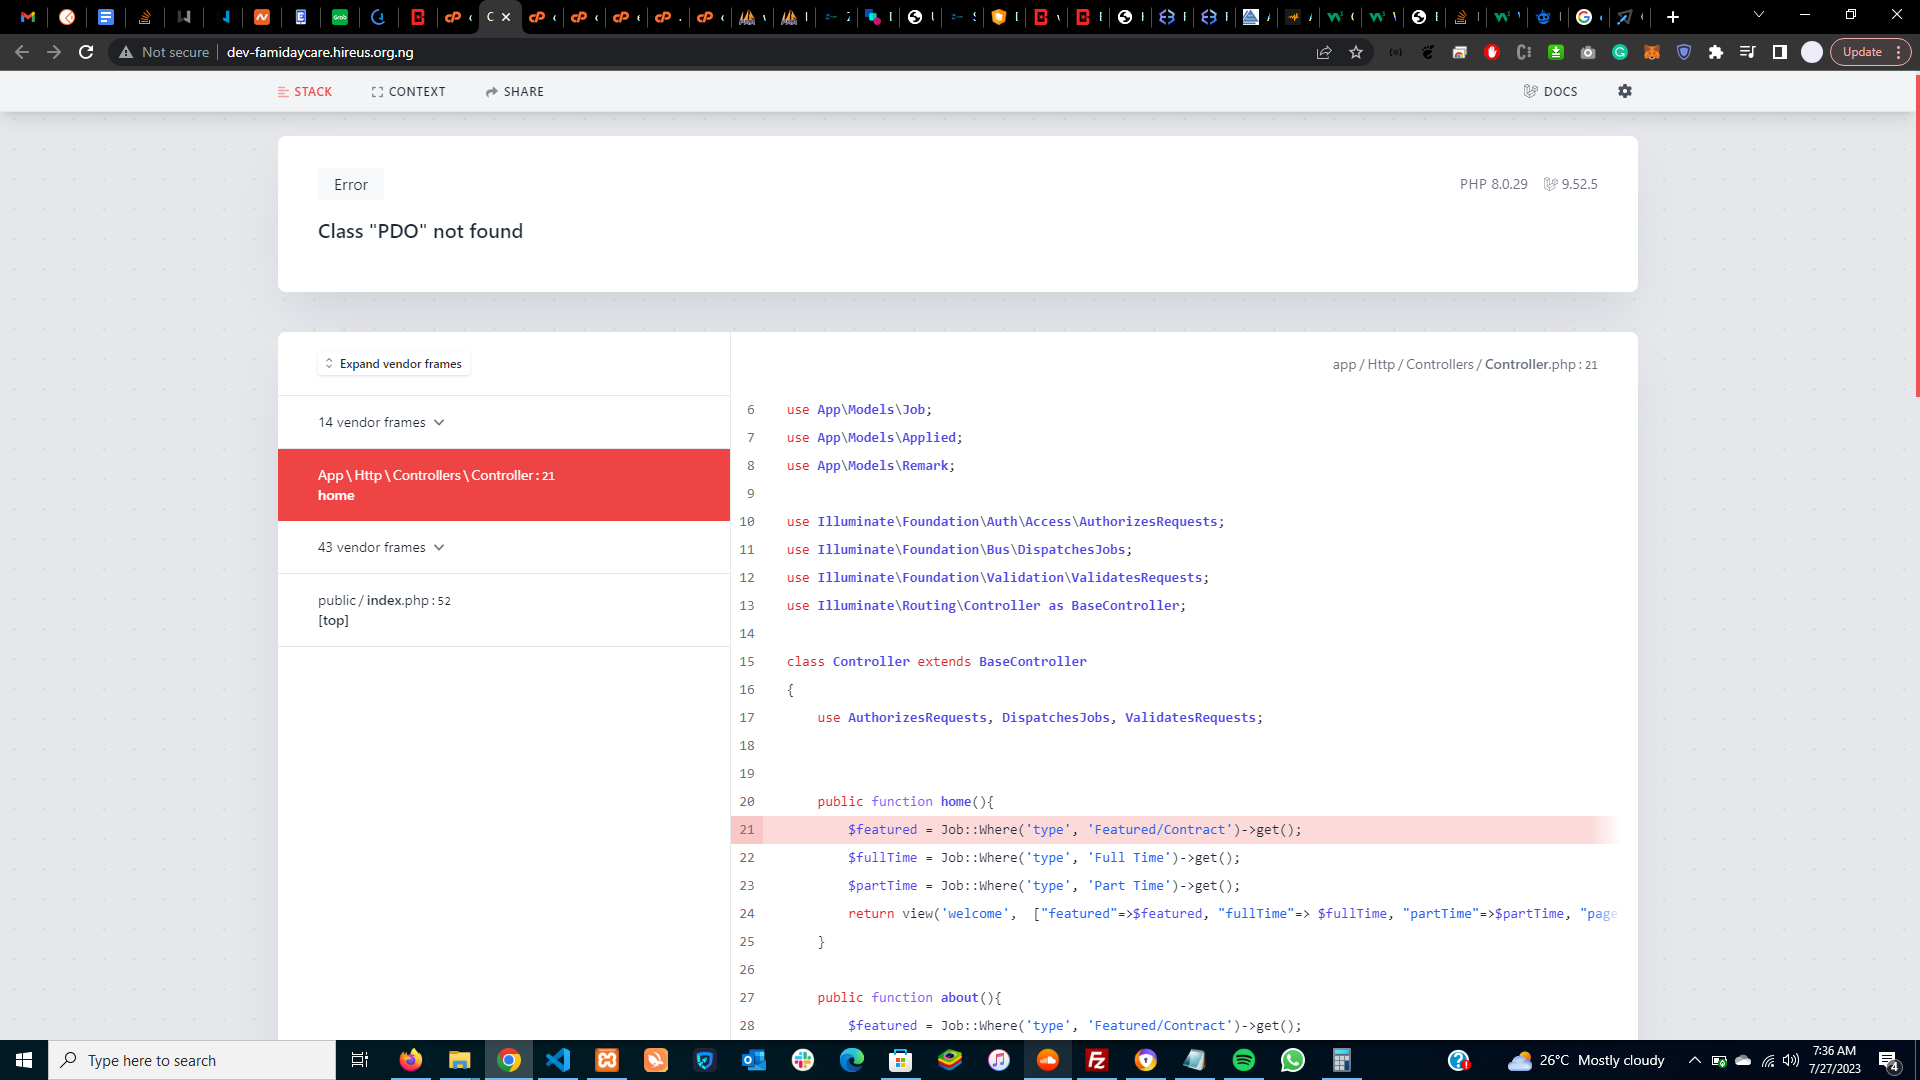 Not secure
dev-famidaycare.hireus.org.ng
Update
STACK
CONTEXT
SHARE
DOCS
Error
PHP 8.0.29
9.52.5
Class "PDO" not found
Expand vendor frames
14 vendor frames
App \ Http \ Controllers \ Controller : 21
home
43 vendor frames
public / index.php : 52
[top]
app / Http / Controllers / Controller.php : 21
6 use App\Models\Job;
7 use App\Models\Applied;
8 use App\Models\Remark;
9
10 use Illuminate\Foundation\Auth\Access\AuthorizesRequests;
11 use Illuminate\Foundation\Bus\DispatchesJobs;
12 use Illuminate\Foundation\Validation\ValidatesRequests;
13 use Illuminate\Routing\Controller as BaseController;
14
15 class Controller extends BaseController
16 {
17 use AuthorizesRequests, DispatchesJobs, ValidatesRequests;
18
19
20 public function home(){
21 $featured = Job::Where('type', 'Featured/Contract')->get();
22 $fullTime = Job::Where('type', 'Full Time')->get();
23 $partTime = Job::Where('type', 'Part Time')->get();
24 return view('welcome', ["featured"=>$featured, "fullTime"=> $fullTime, "partTime"=>$partTime, "page
25 }
26
27 public function about(){
28 $featured = Job::Where('type', 'Featured/Contract')->get();
Type here to search
26°C Mostly cloudy
7:36 AM
7/27/2023
4